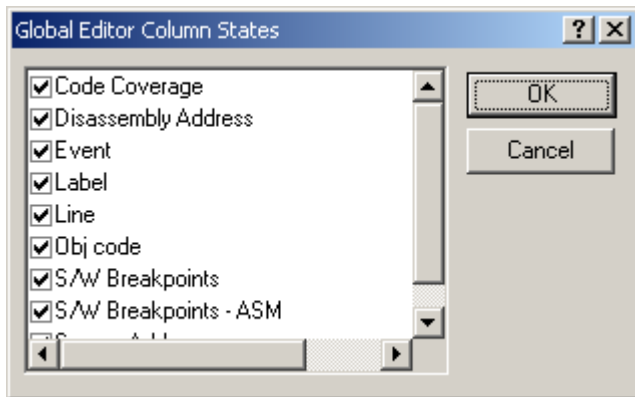 Global Editor Column States
Code Coverage
Disassembly Address
Event
Label
Line
Obj code
S/W Breakpoints
S/W Breakpoints - ASM
OK
Cancel